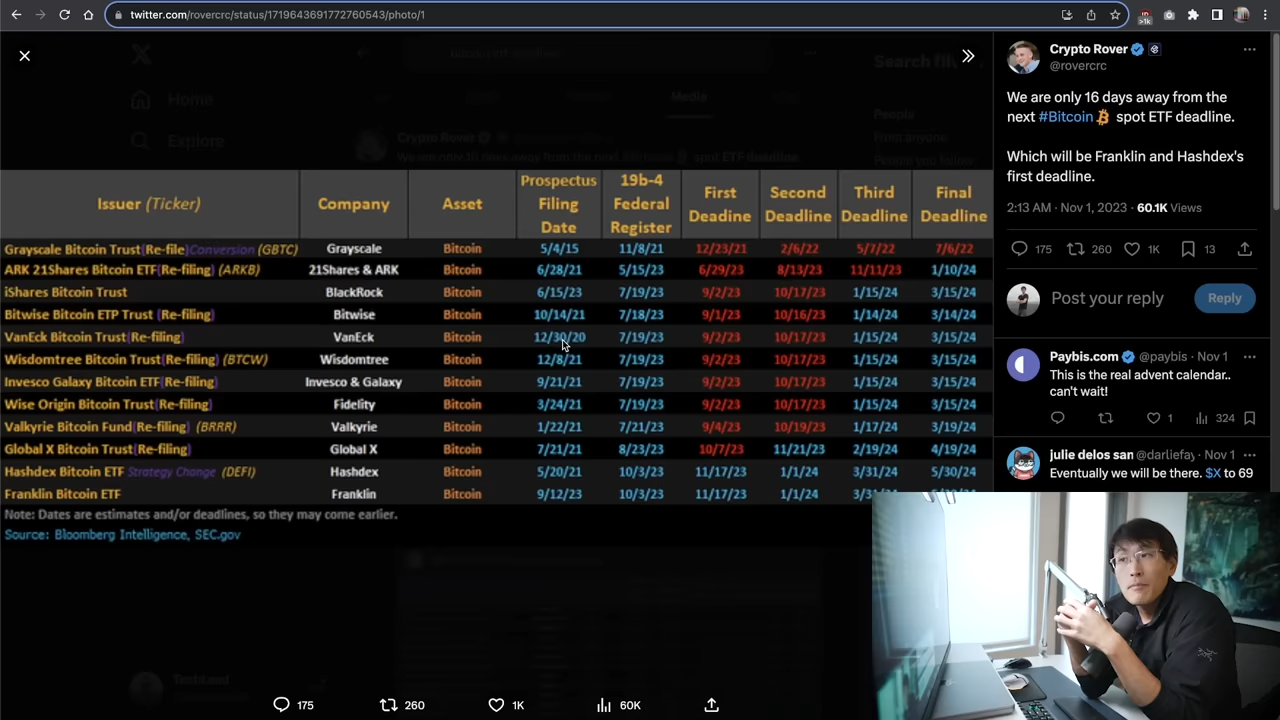 twitter.com/rovercrc/status/1719643691772760543/photo/1
>1k
Home
Explore
Media
Search fil
People
Crypto Rover
Issuer (Ticker) Company Asset Prospectus Filing Date 19b-4 Federal Register First Deadline Second Deadline Third Deadline Final Deadline
Grayscale Bitcoin Trust(Re-file)Conversion (GBTC) Grayscale Bitcoin 5/4/15 11/8/21 12/23/21 2/6/22 5/7/22 7/6/22
ARK 21Shares Bitcoin ETF(Re-filing) (ARKB) 21Shares & ARK Bitcoin 6/28/21 5/15/23 6/29/23 8/13/23 11/11/23 1/10/24
iShares Bitcoin Trust BlackRock Bitcoin 6/15/23 7/19/23 9/2/23 10/17/23 1/15/24 3/15/24
Bitwise Bitcoin ETP Trust (Re-filing) Bitwise Bitcoin 10/14/21 7/18/23 9/1/23 10/16/23 1/14/24 3/14/24
VanEck Bitcoin Trust(Re-filing) VanEck Bitcoin 12/30/20 7/19/23 9/2/23 10/17/23 1/15/24 3/15/24
Wisdomtree Bitcoin Trust(Re-filing) (BTCW) Wisdomtree Bitcoin 12/8/21 7/19/23 9/2/23 10/17/23 1/15/24 3/15/24
Invesco Galaxy Bitcoin ETF(Re-filing) Invesco & Galaxy Bitcoin 9/21/21 7/19/23 9/2/23 10/17/23 1/15/24 3/15/24
Wise Origin Bitcoin Trust(Re-filing) Fidelity Bitcoin 3/24/21 7/19/23 9/2/23 10/17/23 1/15/24 3/15/24
Valkyrie Bitcoin Fund(Re-filing) (BRRR) Valkyrie Bitcoin 1/22/21 7/21/23 9/4/23 10/19/23 1/17/24 3/19/24
Global X Bitcoin Trust(Re-filing) Global X Bitcoin 7/21/21 8/23/23 10/7/23 11/21/23 2/19/24 4/19/24
Hashdex Bitcoin ETF Strategy Change (DEFI) Hashdex Bitcoin 5/20/21 10/3/23 11/17/23 1/1/24 3/31/24 5/30/24
Franklin Bitcoin ETF Franklin Bitcoin 9/12/23 10/3/23 11/17/23 1/1/24
Note: Dates are estimates and/or deadlines, so they may come earlier.
Source: Bloomberg Intelligence, SEC.gov
175 260 1K 60K
Crypto Rover
@rovercrc
We are only 16 days away from the
next #Bitcoin spot ETF deadline.
Which will be Franklin and Hashdex's
first deadline.
2:13 AM · Nov 1, 2023 · 60.1K Views
175 260 1K 13
Post your reply Reply
Paybis.com @paybis · Nov 1
This is the real advent calendar..
can't wait!
1 324
julie delos san @darliefay · Nov 1
Eventually we will be there. $X to 69